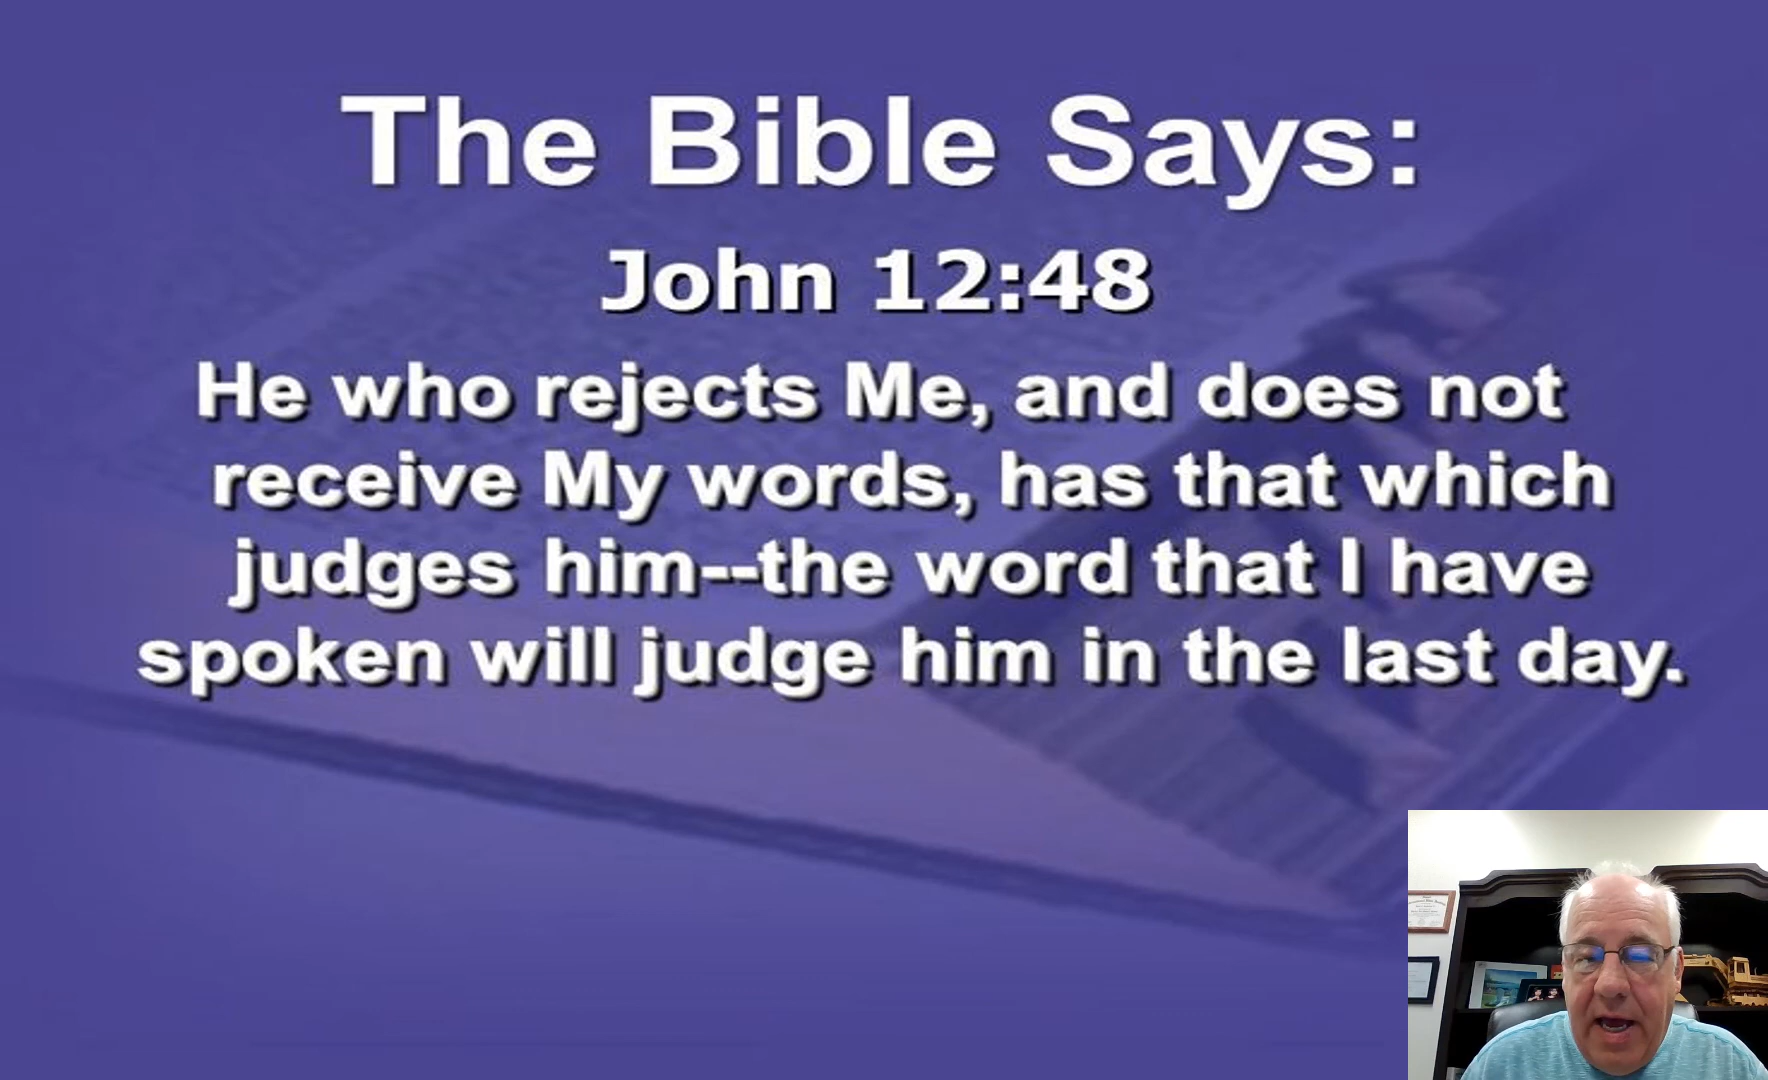 The Bible Says:
John 12:48
He who rejects Me, and does not
receive My words, has that which
judges him--the word that I have
spoken will judge him in the last day.